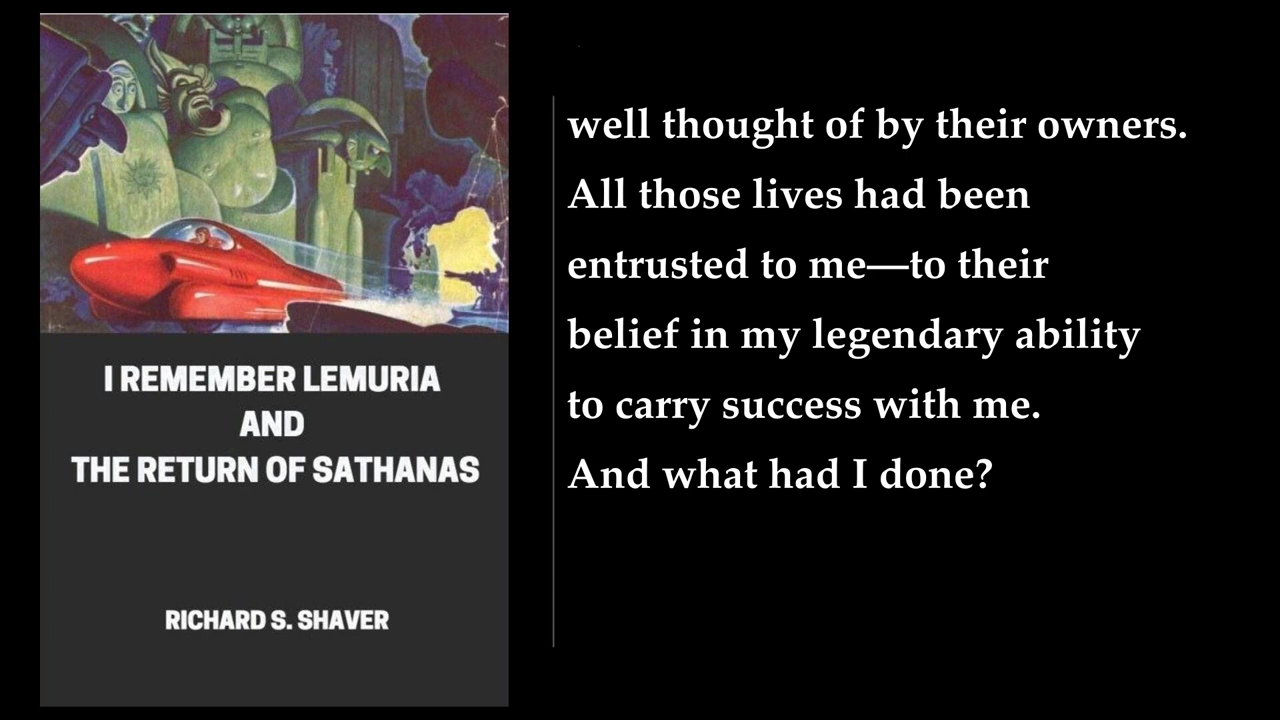 I REMEMBER LEMURIA
AND
THE RETURN OF SATHANAS
RICHARD S. SHAVER
well thought of by their owners.
All those lives had been
entrusted to me—to their
belief in my legendary ability
to carry success with me.
And what had I done?